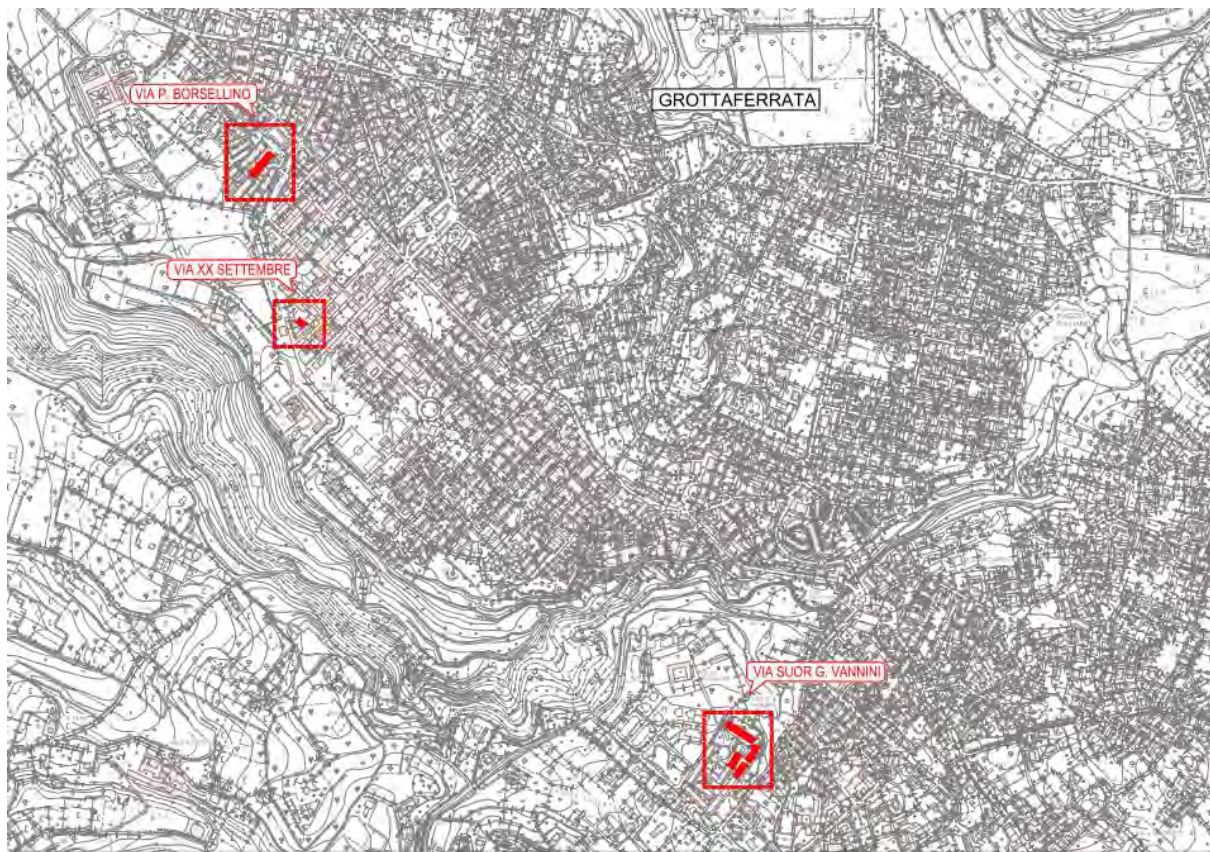 VIA P. BORSELLINO
GROTTAFERRATA
VIA XX SETTEMBRE
VIA SUOR G. VANNINI